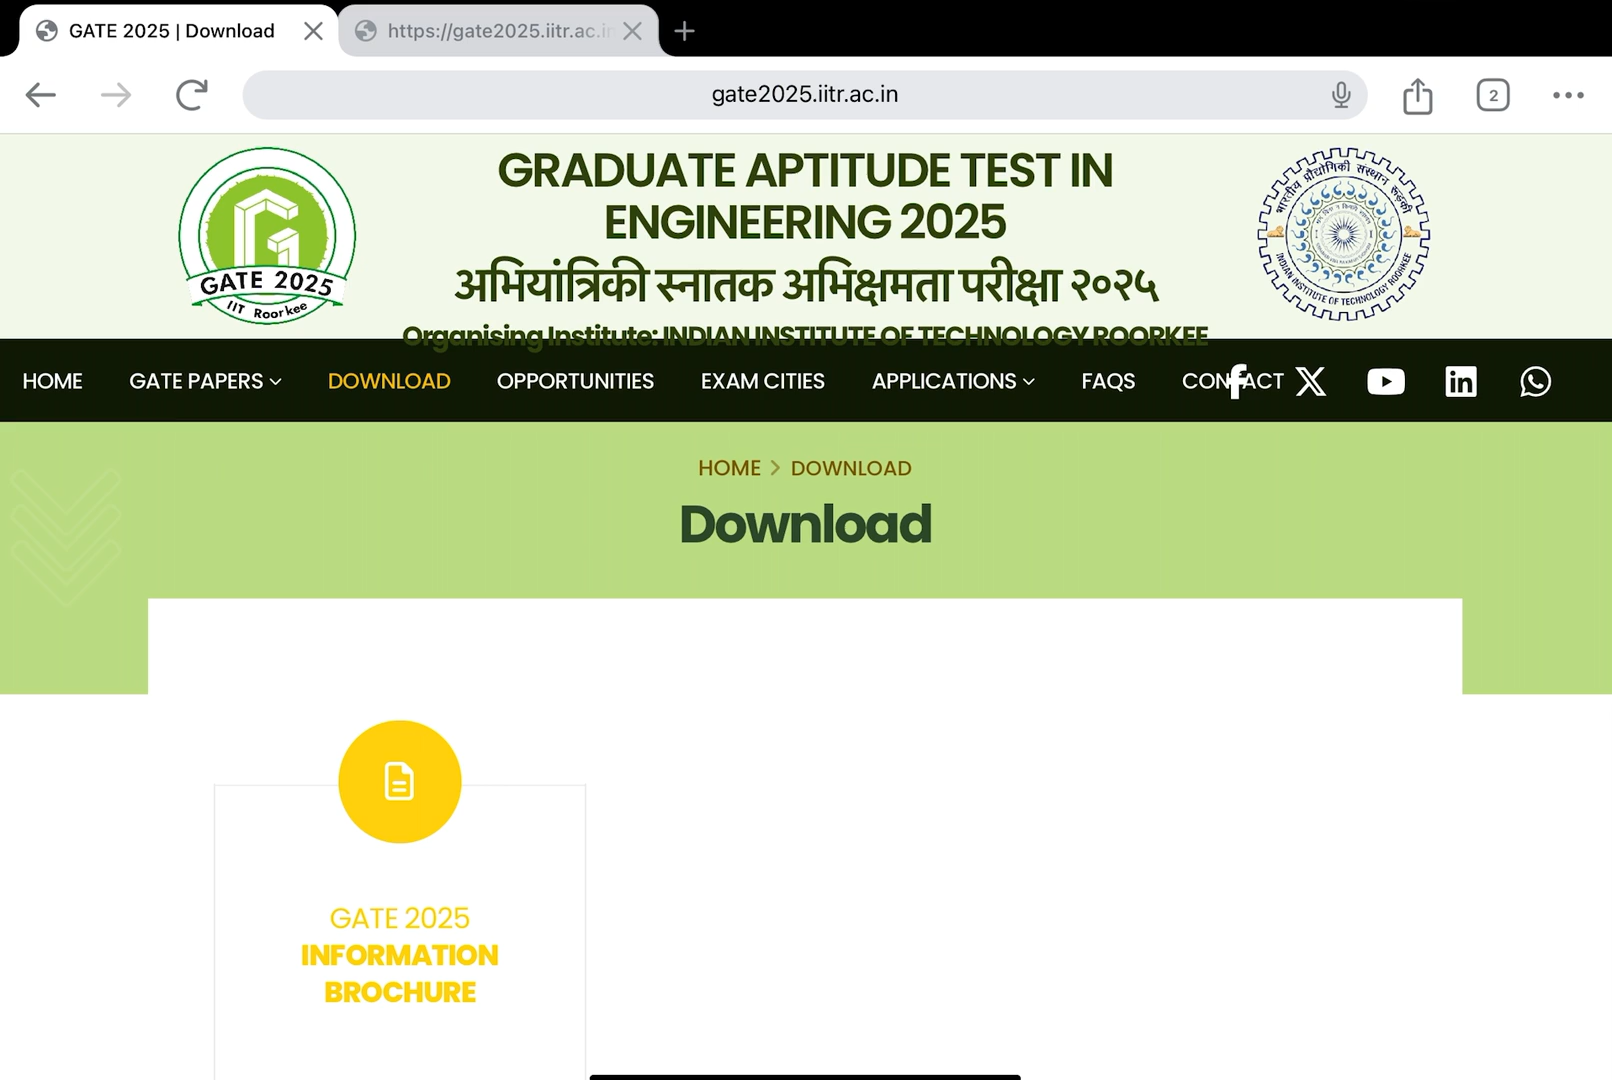 GATE 2025 | Download
https://gate2025.iitr.ac.in
gate2025.iitr.ac.in
2
GATE 2025
IIT Roorkee
GRADUATE APTITUDE TEST IN
ENGINEERING 2025
अभियांत्रिकी स्नातक अभिक्षमता परीक्षा २०२५
Organising Institute: INDIAN INSTITUTE OF TECHNOLOGY ROORKEE
भारतीय प्रौद्योगिकी संस्थान रूड़की
INDIAN INSTITUTE OF TECHNOLOGY ROORKEE
HOME GATE PAPERS DOWNLOAD OPPORTUNITIES EXAM CITIES APPLICATIONS FAQS CONTACT
HOME > DOWNLOAD
Download
GATE 2025
INFORMATION
BROCHURE